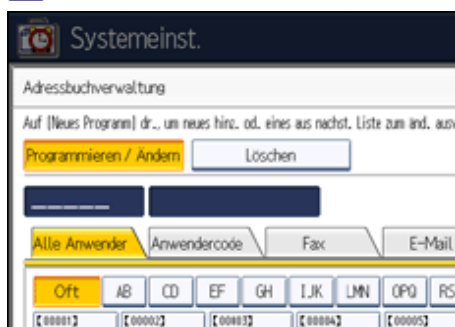 Systemeinst.
Adressbuchverwaltung
Auf [Neues Programm] dr., um neues hinz. od. eines aus nachst. Liste zum änd. ausw
Programmieren / Ändern Löschen
Alle Anwender Anwendercode Fax E-Mail
Oft AB CD EF GH IJK LMN OPQ RS
[00001] [00002] [00003] [00004] [00005]